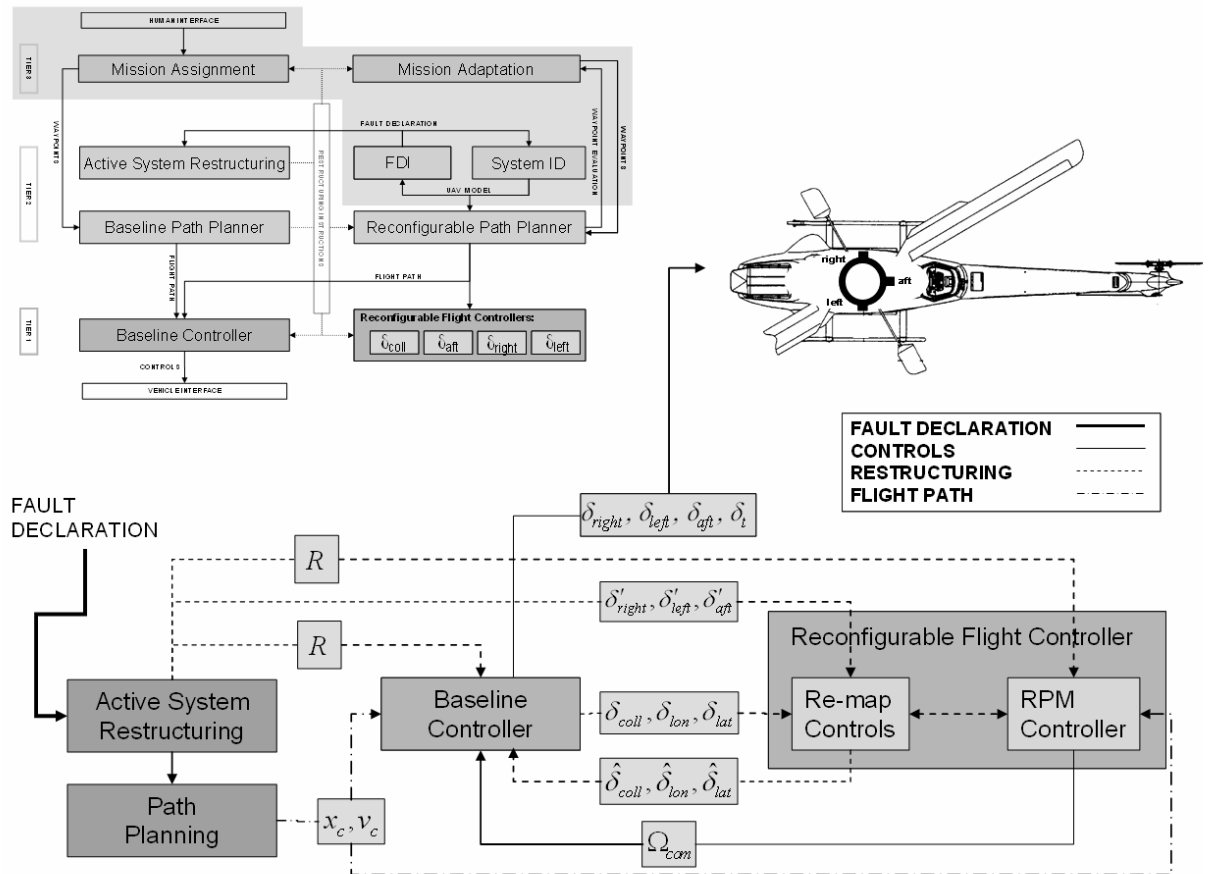 HUMAN INTERFACE
TIER 3
Mission Assignment
Mission Adaptation
WAYPOINTS
FAULT DECLARATION
WAYPOINT EVALUATION
WAYPOINTS
RESTRUCTURING INSTRUCTIONS
TIER 2
Active System Restructuring
FDI
System ID
UAV MODEL
Baseline Path Planner
Reconfigurable Path Planner
FLIGHT PATH
FLIGHT PATH
TIER 1
Baseline Controller
Reconfigurable Flight Controllers:
δcoll
δaft
δright
δleft
CONTROLS
VEHICLE INTERFACE
right
aft
left
FAULT DECLARATION
CONTROLS
RESTRUCTURING
FLIGHT PATH
FAULT
DECLARATION
δright, δleft, δaft, δt
R
δ′right, δ′left, δ′aft
R
Reconfigurable Flight Controller
Active System
Restructuring
Baseline
Controller
δcoll, δlon, δlat
Re-map
Controls
RPM
Controller
δ̂coll, δ̂lon, δ̂lat
Path
Planning
xc, vc
Ωcom